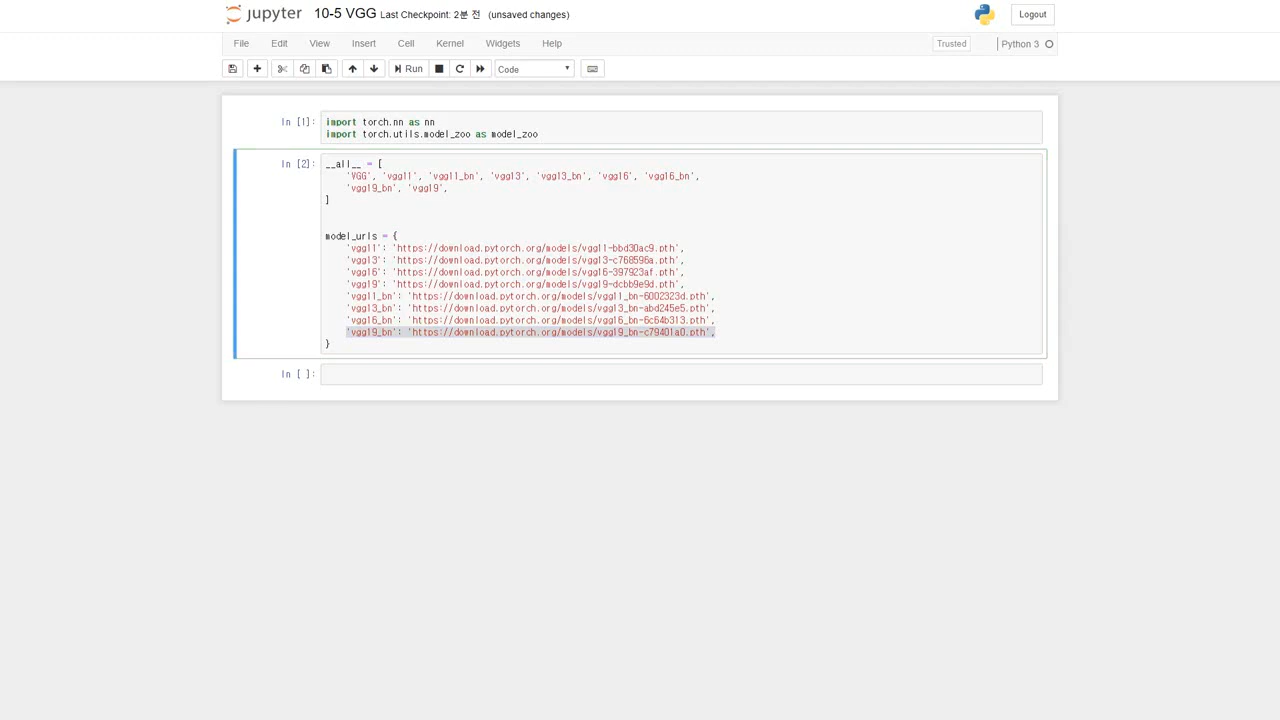 jupyter 10-5 VGG Last Checkpoint: 2분 전 (unsaved changes) Logout
File Edit View Insert Cell Kernel Widgets Help Trusted Python 3
Run Code
In [1]: import torch.nn as nn
import torch.utils.model_zoo as model_zoo
In [2]: __all__ = [
'VGG', 'vgg11', 'vgg11_bn', 'vgg13', 'vgg13_bn', 'vgg16', 'vgg16_bn',
'vgg19_bn', 'vgg19',
]
model_urls = {
'vgg11': 'https://download.pytorch.org/models/vgg11-bbd30ac9.pth',
'vgg13': 'https://download.pytorch.org/models/vgg13-c768596a.pth',
'vgg16': 'https://download.pytorch.org/models/vgg16-397923af.pth',
'vgg19': 'https://download.pytorch.org/models/vgg19-dcbb9e9d.pth',
'vgg11_bn': 'https://download.pytorch.org/models/vgg11_bn-6002323d.pth',
'vgg13_bn': 'https://download.pytorch.org/models/vgg13_bn-abd245e5.pth',
'vgg16_bn': 'https://download.pytorch.org/models/vgg16_bn-6c64b313.pth',
'vgg19_bn': 'https://download.pytorch.org/models/vgg19_bn-c79401a0.pth',
}
In [ ]: